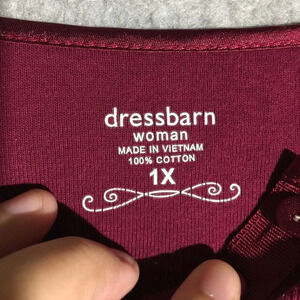 dressbarn
woman
MADE IN VIETNAM
100% COTTON
1X